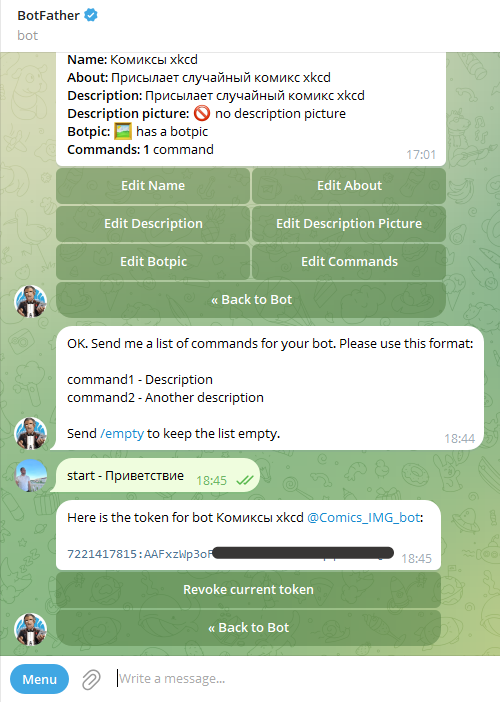 BotFather
bot
Name: Комиксы xkcd
About: Присылает случайный комикс xkcd
Description: Присылает случайный комикс xkcd
Description picture: 🚫 no description picture
Botpic: 🖼 has a botpic
Commands: 1 command
17:01
Edit Name
Edit About
Edit Description
Edit Description Picture
Edit Botpic
Edit Commands
« Back to Bot
OK. Send me a list of commands for your bot. Please use this format:
command1 - Description
command2 - Another description
Send /empty to keep the list empty.
18:44
start - Приветствие
18:45
Here is the token for bot Комиксы xkcd @Comics_IMG_bot:
7221417815:AAFxzWp3o
18:45
Revoke current token
« Back to Bot
Menu
Write a message...